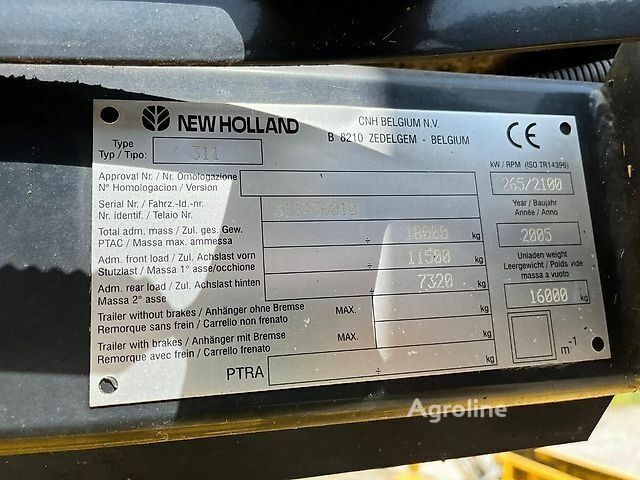 NEW HOLLAND
CNH BELGIUM N.V.
B 8210 ZEDELGEM - BELGIUM
CE
Type
Typ / Tipo:
311
kW / RPM (ISO TR14396)
265/2100
Approval Nr. / Nr. Omologazione
N° Homologacion / Version
Serial Nr. / Fahrz.-Id.-nr.
Nr. identif. / Telaio Nr.
311456010
Year / Baujahr
Année / Anno
2005
Total adm. mass / Zul. ges. Gew.
PTAC / Massa max. ammessa
÷ 18000 kg
Adm. front load / Zul. Achslast vorn
Stutzlast / Massa 1° asse/occhione
÷ 11500 kg
Unladen weight
Leergewicht / Poids vide
massa a vuoto
16000 kg
Adm. rear load / Zul. Achslast hinten
Massa 2° asse
÷ 7320 kg
Trailer without brakes / Anhänger ohne Bremse
Remorque sans frein / Carrello non frenato
MAX. kg
Trailer with brakes / Anhänger mit Bremse
Remorque avec frein / Carrello frenato
MAX. kg
m-1
PTRA
÷ kg
Agroline